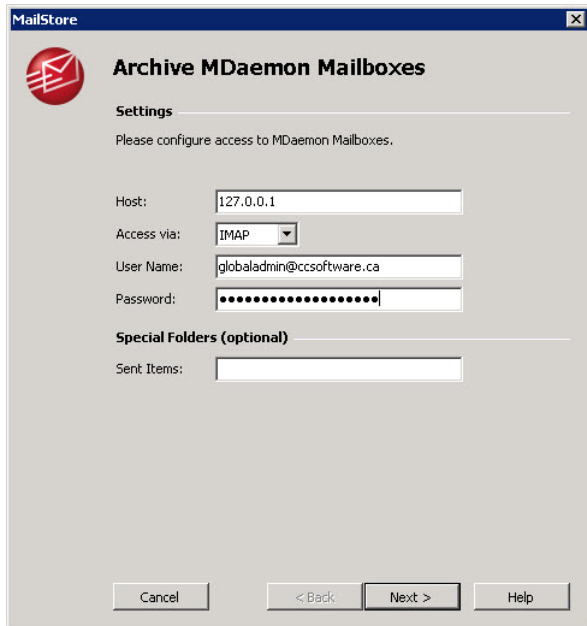 MailStore
Archive MDaemon Mailboxes
Settings
Please configure access to MDaemon Mailboxes.
Host: 127.0.0.1
Access via: IMAP
User Name: globaladmin@ccsoftware.ca
Password: ●●●●●●●●●●●●●●●●●●●
Special Folders (optional)
Sent Items:
Cancel < Back Next > Help